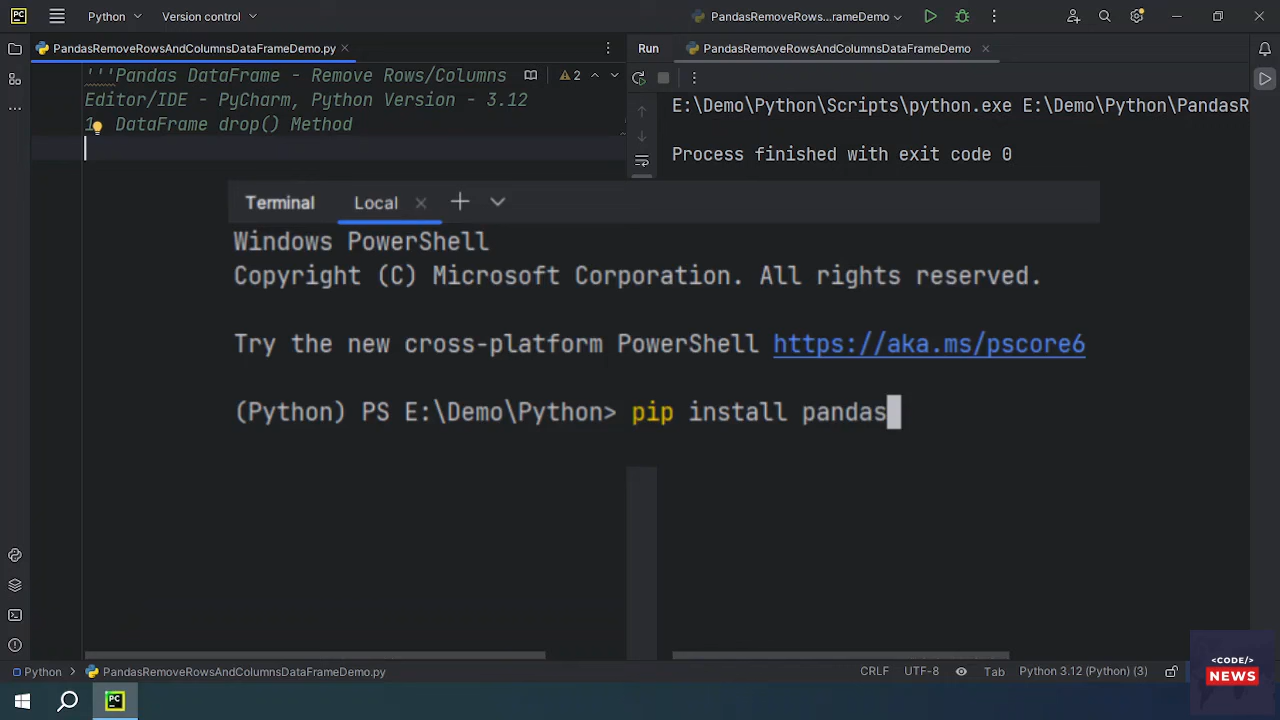 PC
Python
Version control
PandasRemoveRows...rameDemo
PandasRemoveRowsAndColumnsDataFrameDemo.py
Run
PandasRemoveRowsAndColumnsDataFrameDemo
'''Pandas DataFrame - Remove Rows/Columns
2
Editor/IDE - PyCharm, Python Version - 3.12
1. DataFrame drop() Method
E:\Demo\Python\Scripts\python.exe E:\Demo\Python\PandasR
Process finished with exit code 0
Terminal
Local
Windows PowerShell
Copyright (C) Microsoft Corporation. All rights reserved.
Try the new cross-platform PowerShell https://aka.ms/pscore6
(Python) PS E:\Demo\Python> pip install pandas
Python
PandasRemoveRowsAndColumnsDataFrameDemo.py
CRLF
UTF-8
Tab
Python 3.12 (Python) (3)
<CODE/>
NEWS
PC